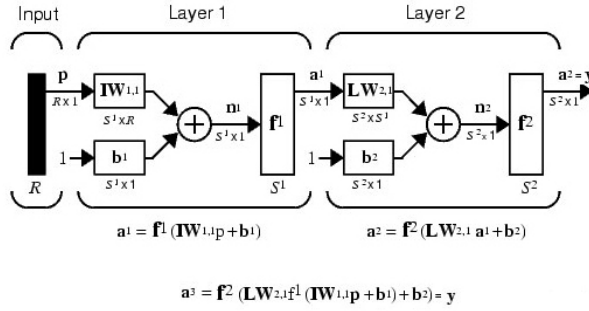 Input Layer 1 Layer 2
p a¹ a² = y
IW1,1 LW2,1
R x 1 S¹ x 1 S² x 1
S¹ x R n¹ f¹ S² x S¹ n² f²
S¹ x 1 S² x 1
1 b¹ 1 b²
S¹ x 1 S² x 1
R S¹ S²
a¹ = f¹ (IW1,1p + b¹) a² = f² (LW2,1 a¹ + b²)
a³ = f² (LW2,1f¹ (IW1,1p + b¹) + b²) = y